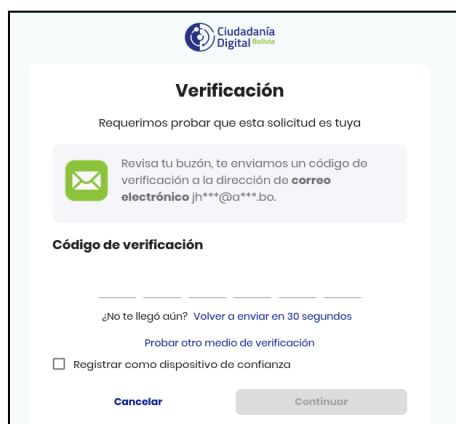 Ciudadanía
Digital Bolivia
Verificación
Requerimos probar que esta solicitud es tuya
Revisa tu buzón, te enviamos un código de
verificación a la dirección de correo
electrónico jh***@a***.bo.
Código de verificación
¿No te llegó aún? Volver a enviar en 30 segundos
Probar otro medio de verificación
Registrar como dispositivo de confianza
Cancelar Continuar